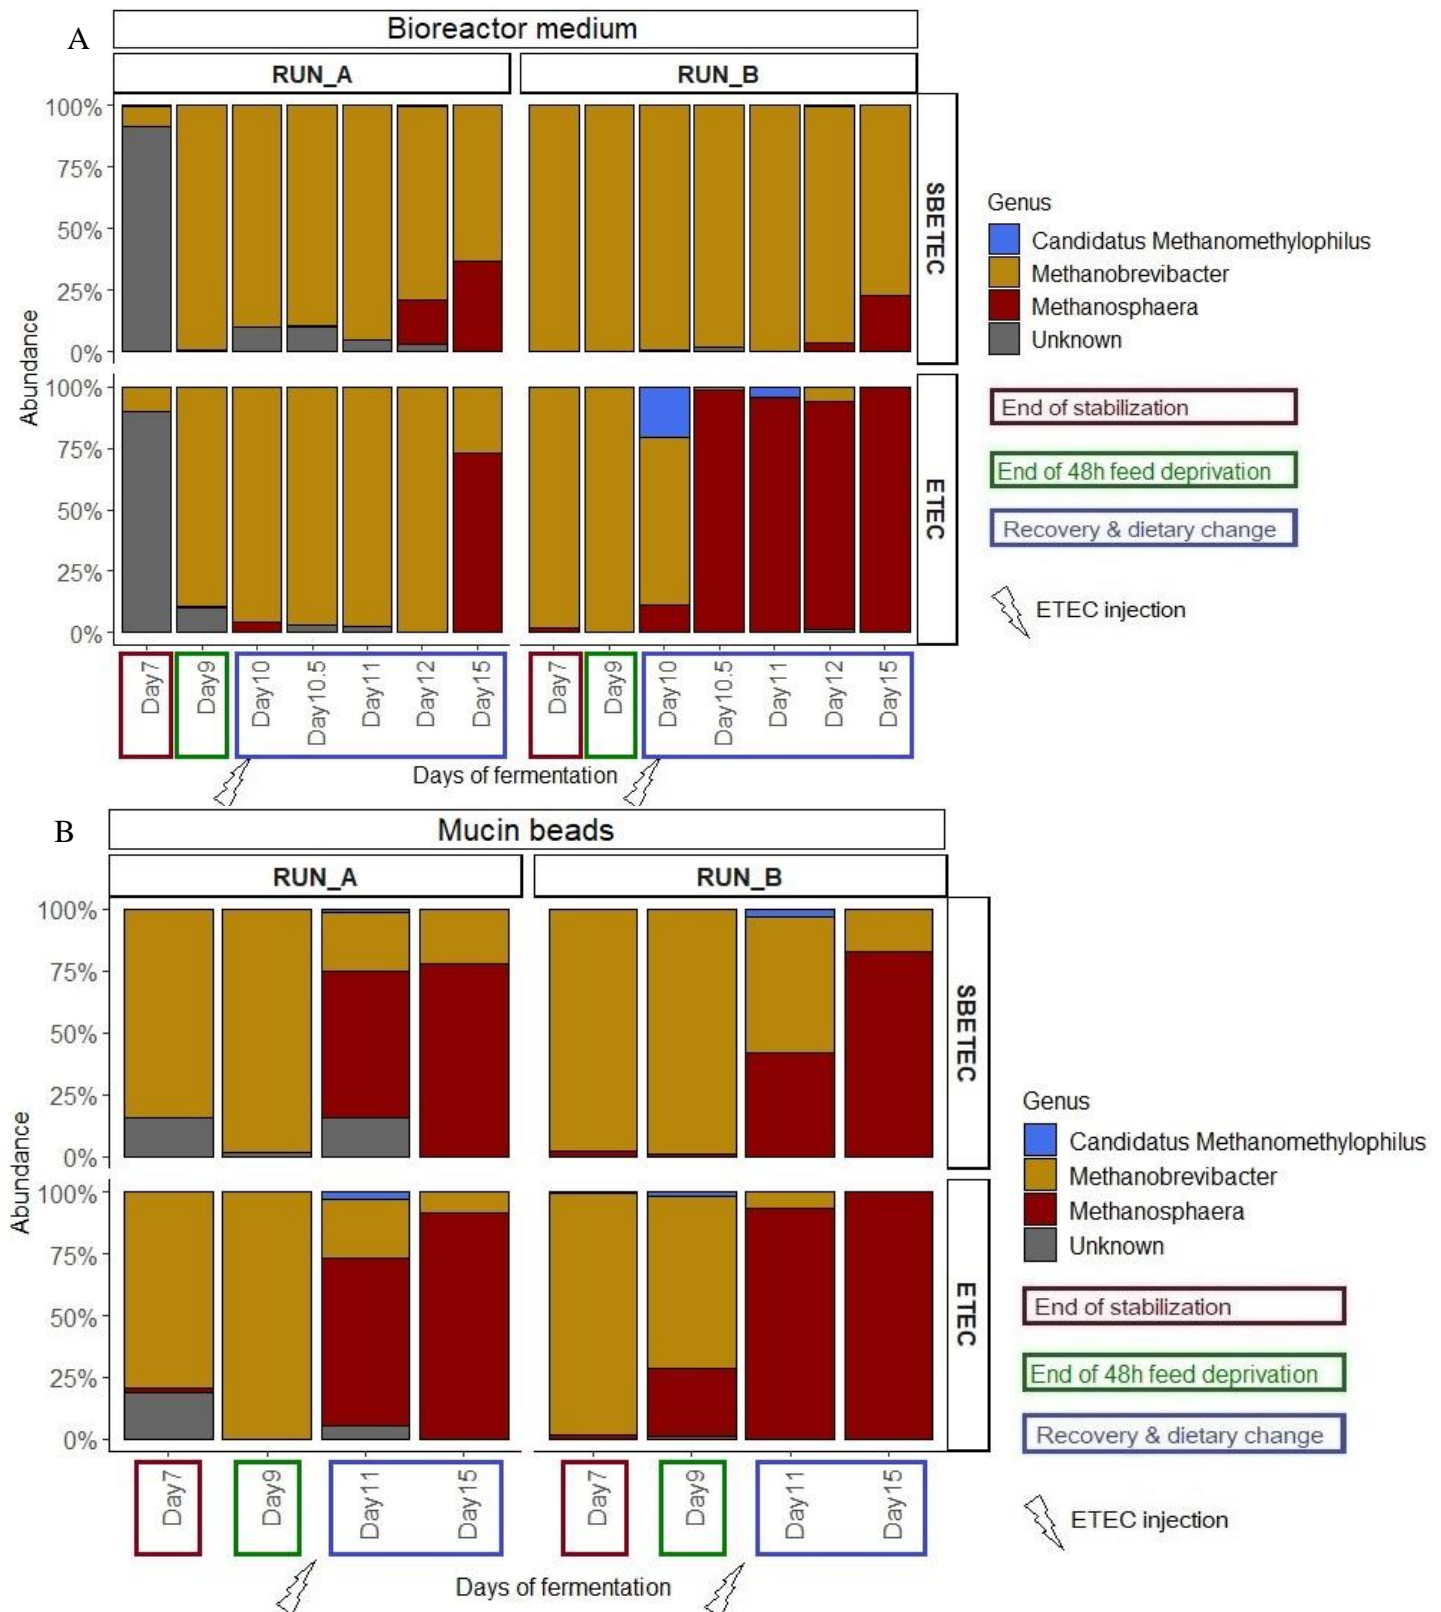 A
Bioreactor medium
RUN_A RUN_B
100%
75%
50%
25%
0%
SBETEC
100%
75%
50%
25%
0%
ETEC
Abundance
Day7 Day9 Day10 Day10.5 Day11 Day12 Day15 Day7 Day9 Day10 Day10.5 Day11 Day12 Day15
Days of fermentation
Genus
Candidatus Methanomethylophilus
Methanobrevibacter
Methanosphaera
Unknown
End of stabilization
End of 48h feed deprivation
Recovery & dietary change
ETEC injection
B
Mucin beads
RUN_A RUN_B
100%
75%
50%
25%
0%
SBETEC
100%
75%
50%
25%
0%
ETEC
Abundance
Day7 Day9 Day11 Day15 Day7 Day9 Day11 Day15
Days of fermentation
Genus
Candidatus Methanomethylophilus
Methanobrevibacter
Methanosphaera
Unknown
End of stabilization
End of 48h feed deprivation
Recovery & dietary change
ETEC injection